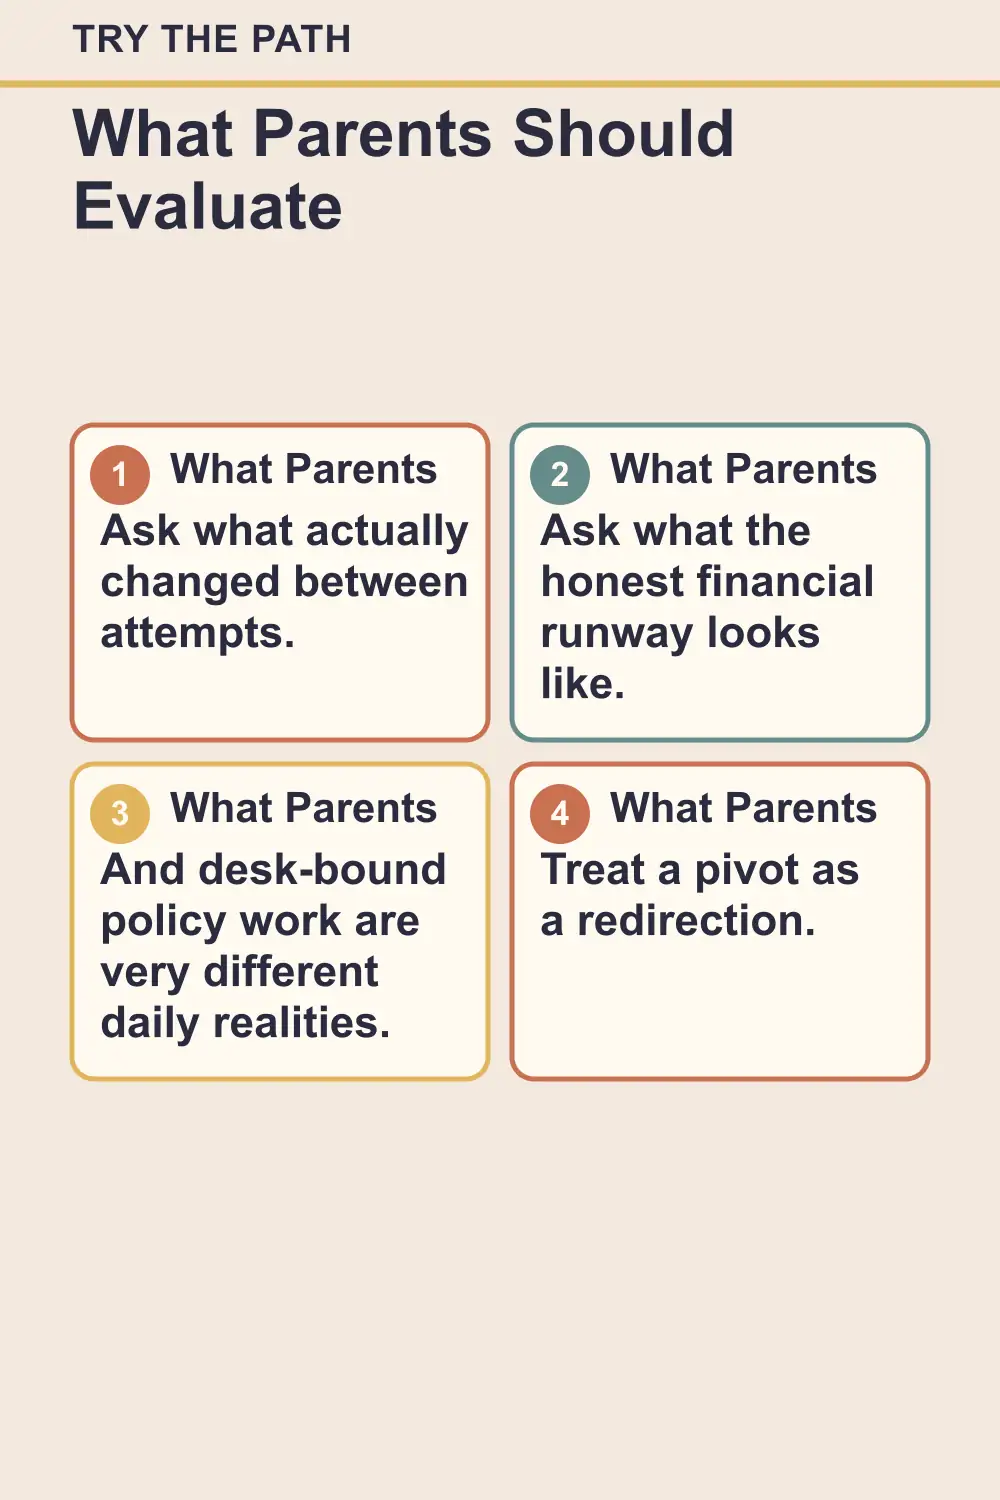 TRY THE PATH
What Parents Should
Evaluate
1 What Parents
Ask what actually
changed between
attempts.
2 What Parents
Ask what the
honest financial
runway looks
like.
3 What Parents
And desk-bound
policy work are
very different
daily realities.
4 What Parents
Treat a pivot as
a redirection.